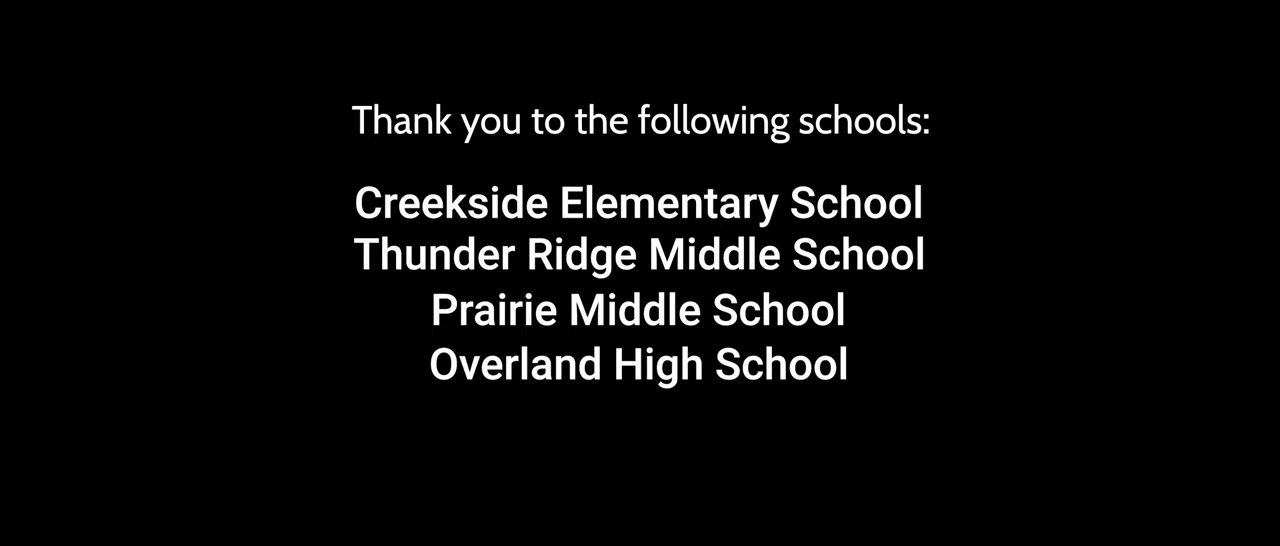 Thank you to the following schools:
Creekside Elementary School
Thunder Ridge Middle School
Prairie Middle School
Overland High School